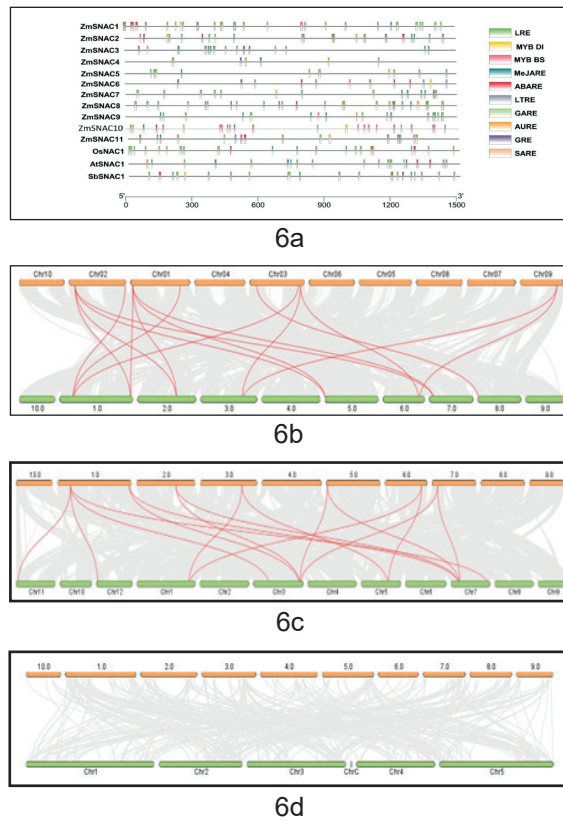 ZmSNAC1
ZmSNAC2
ZmSNAC3
ZmSNAC4
ZmSNAC5
ZmSNAC6
ZmSNAC7
ZmSNAC8
ZmSNAC9
ZmSNAC10
ZmSNAC11
OsNAC1
AtSNAC1
SbSNAC1
LRE
MYB DI
MYB BS
MeJARE
ABARE
LTRE
GARE
AURE
GRE
SARE
5' 3'
0 300 600 900 1200 1500
6a
Chr10 Chr02 Chr01 Chr04 Chr03 Chr06 Chr05 Chr08 Chr07 Chr09
10.0 1.0 2.0 3.0 4.0 5.0 6.0 7.0 8.0 9.0
6b
10.0 1.0 2.0 3.0 4.0 5.0 6.0 7.0 8.0 9.0
Chr11 Chr10 Chr12 Chr1 Chr2 Chr3 Chr4 Chr5 Chr6 Chr7 Chr8 Chr9
6c
10.0 1.0 2.0 3.0 4.0 5.0 6.0 7.0 8.0 9.0
Chr1 Chr2 Chr3 ChrC Chr4 Chr5
6d